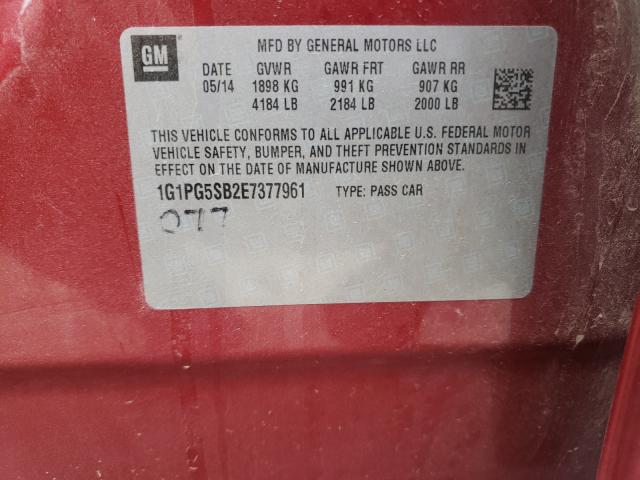 GM
MFD BY GENERAL MOTORS LLC
DATE GVWR GAWR FRT GAWR RR
05/14 1898 KG 991 KG 907 KG
4184 LB 2184 LB 2000 LB
THIS VEHICLE CONFORMS TO ALL APPLICABLE U.S. FEDERAL MOTOR
VEHICLE SAFETY, BUMPER, AND THEFT PREVENTION STANDARDS IN
EFFECT ON THE DATE OF MANUFACTURE SHOWN ABOVE.
1G1PG5SB2E7377961 TYPE: PASS CAR
077